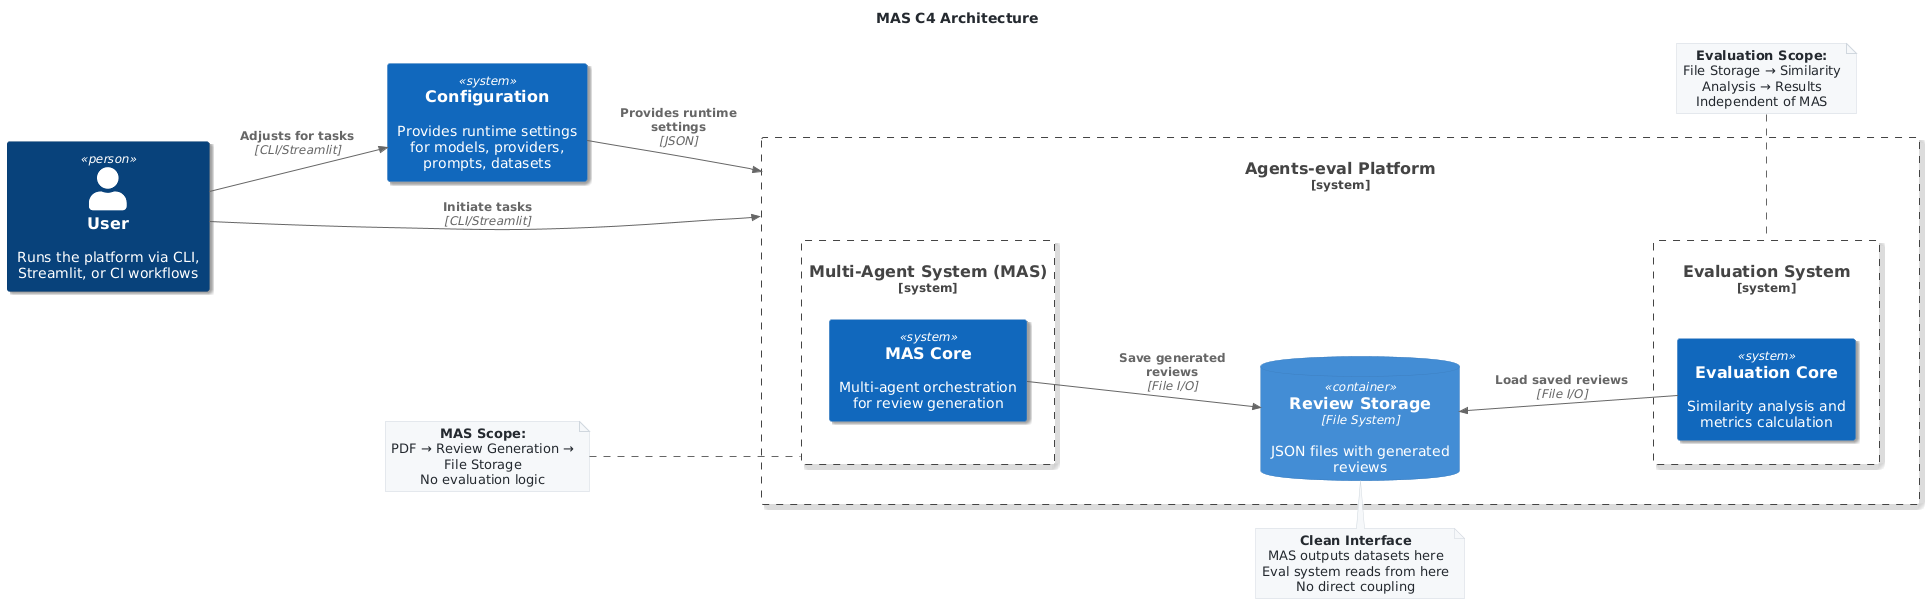 MAS C4 Architecture
«person»
User
Runs the platform via CLI,
Streamlit, or CI workflows
Adjusts for tasks
[CLI/Streamlit]
«system»
Configuration
Provides runtime settings
for models, providers,
prompts, datasets
Provides runtime
settings
[JSON]
Initiate tasks
[CLI/Streamlit]
Agents-eval Platform
[system]
Multi-Agent System (MAS)
[system]
«system»
MAS Core
Multi-agent orchestration
for review generation
MAS Scope:
PDF → Review Generation →
File Storage
No evaluation logic
Save generated
reviews
[File I/O]
«container»
Review Storage
[File System]
JSON files with generated
reviews
Clean Interface
MAS outputs datasets here
Eval system reads from here
No direct coupling
Load saved reviews
[File I/O]
Evaluation Scope:
File Storage → Similarity
Analysis → Results
Independent of MAS
Evaluation System
[system]
«system»
Evaluation Core
Similarity analysis and
metrics calculation